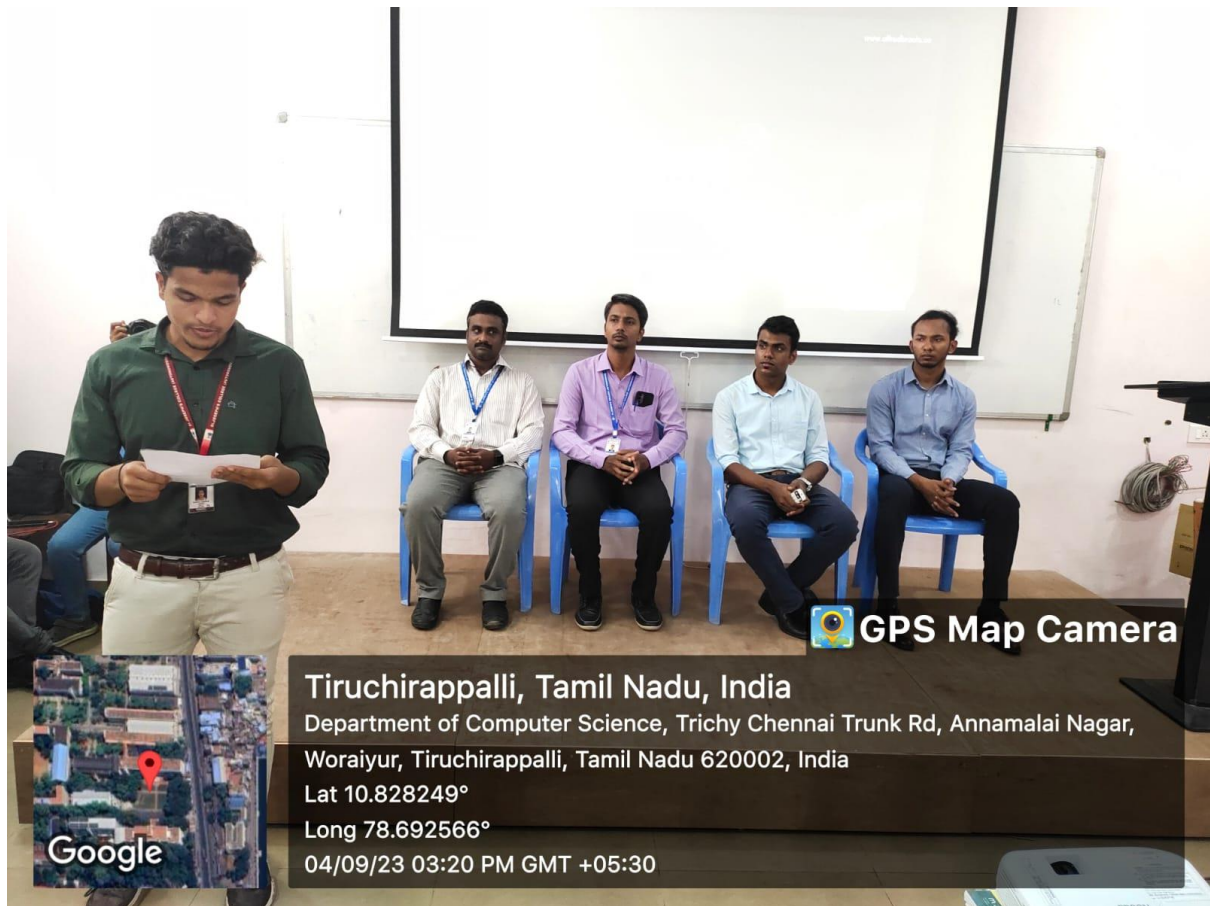 GPS Map Camera
Tiruchirappalli, Tamil Nadu, India
Department of Computer Science, Trichy Chennai Trunk Rd, Annamalai Nagar,
Woraiyur, Tiruchirappalli, Tamil Nadu 620002, India
Lat 10.828249°
Long 78.692566°
04/09/23 03:20 PM GMT +05:30
Google